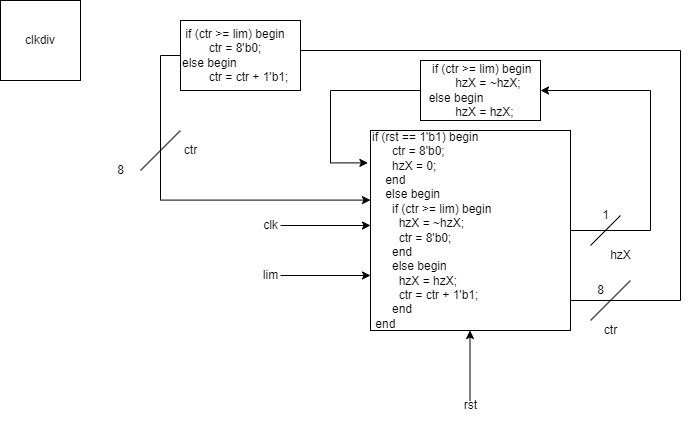 clkdiv
if (ctr >= lim) begin
ctr = 8'b0;
else begin
ctr = ctr + 1'b1;
if (ctr >= lim) begin
hzX = ~hzX;
else begin
hzX = hzX;
8
ctr
if (rst == 1'b1) begin
ctr = 8'b0;
hzX = 0;
end
else begin
if (ctr >= lim) begin
hzX = ~hzX;
ctr = 8'b0;
end
else begin
hzX = hzX;
ctr = ctr + 1'b1;
end
end
clk
lim
1
hzX
8
ctr
rst